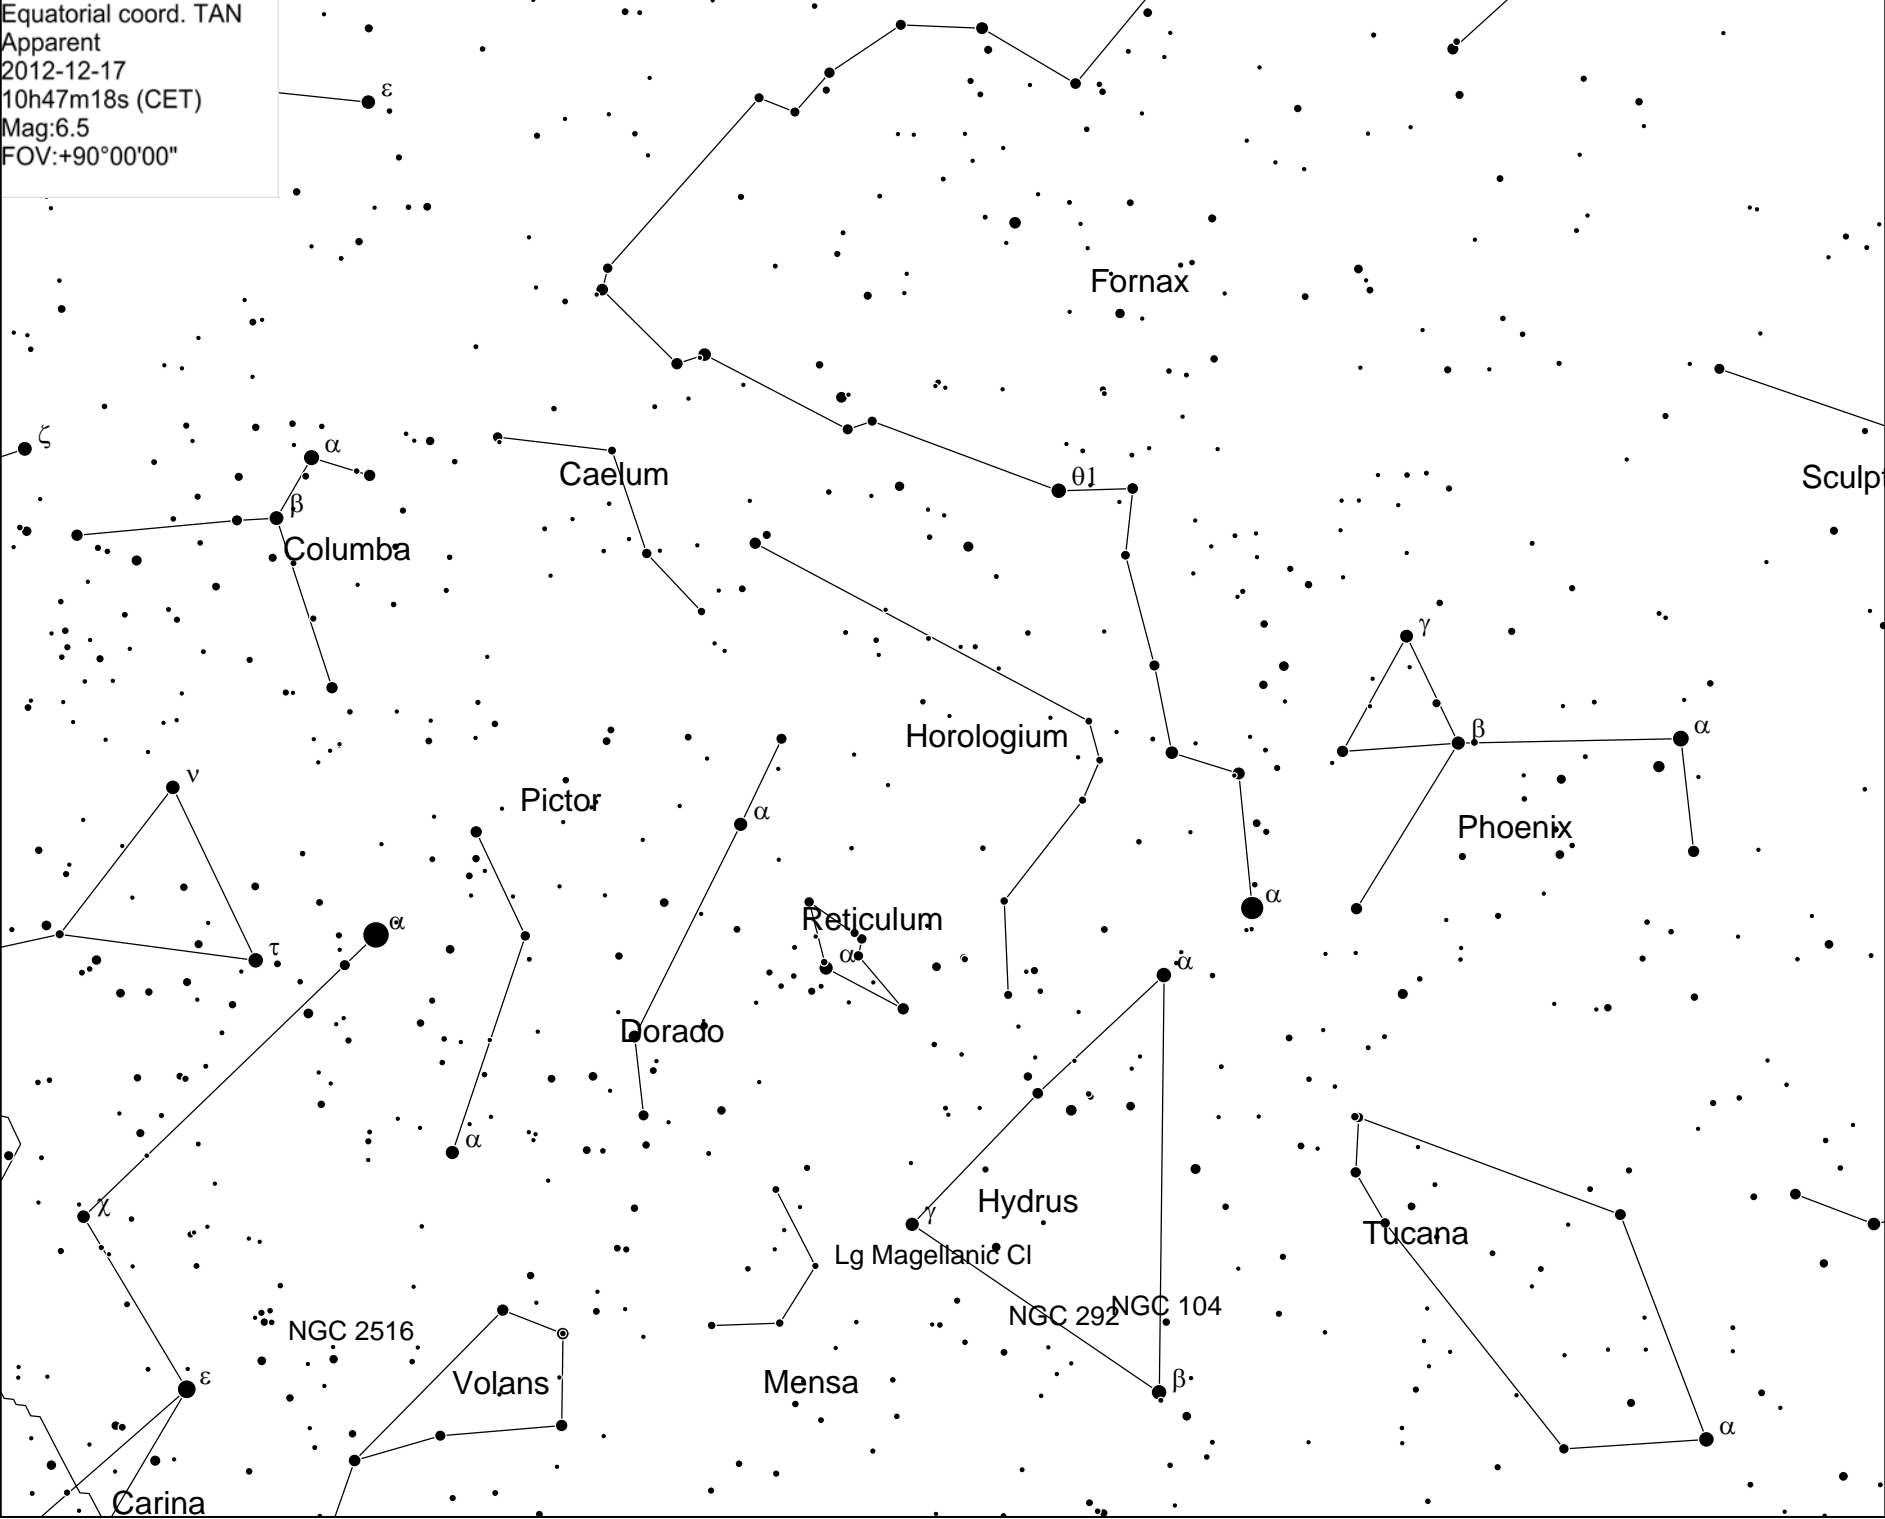 Equatorial coord. TAN
Apparent
2012-12-17
10h47m18s (CET)
Mag:6.5
FOV:+90°00'00"
ε
Fornax
ζ
α
Caelum
θ1
Sculpt
β
Columba
γ
Horologium
β
α
ν
Pictor
α
Phoenix
α
α
Reticulum
τ
α
α
Dorado
α
χ
Hydrus
γ
Tucana
Lg Magellanic Cl
NGC 292
NGC 104
NGC 2516
ε
Volans
Mensa
β
α
Carina